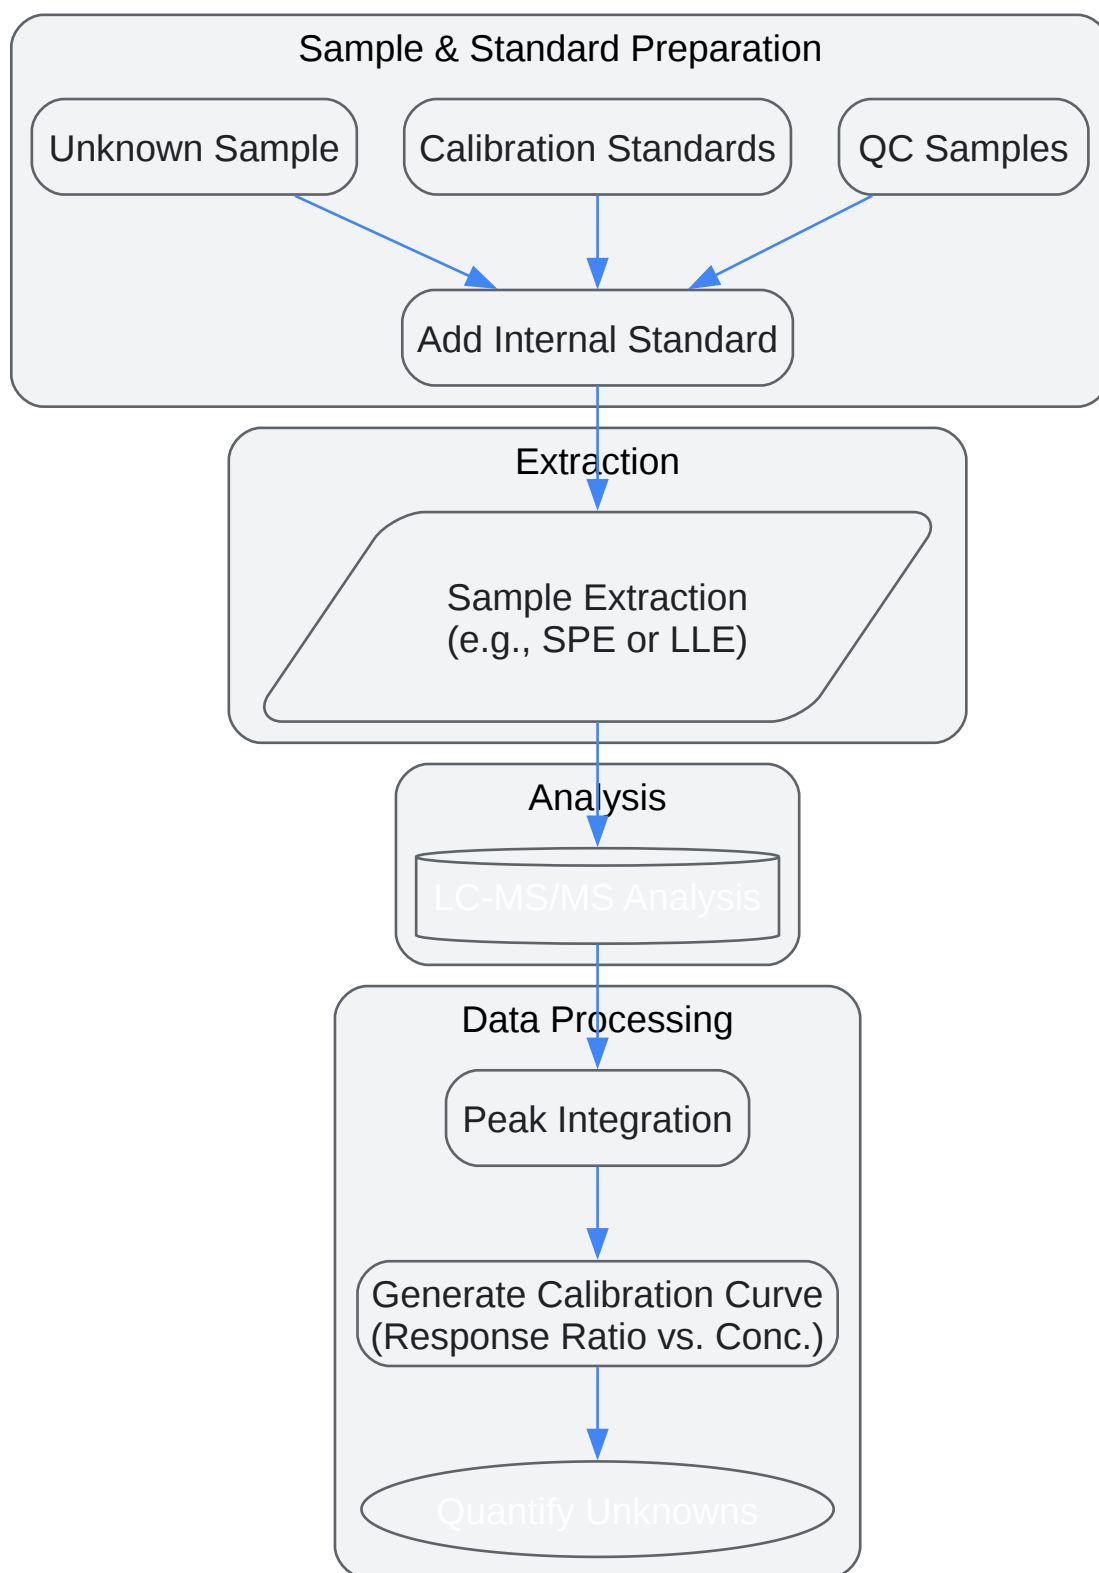 Sample & Standard Preparation
Unknown Sample
Calibration Standards
QC Samples
Add Internal Standard
Extraction
Sample Extraction
(e.g., SPE or LLE)
Analysis
LC-MS/MS Analysis
Data Processing
Peak Integration
Generate Calibration Curve
(Response Ratio vs. Conc.)
Quantify Unknowns